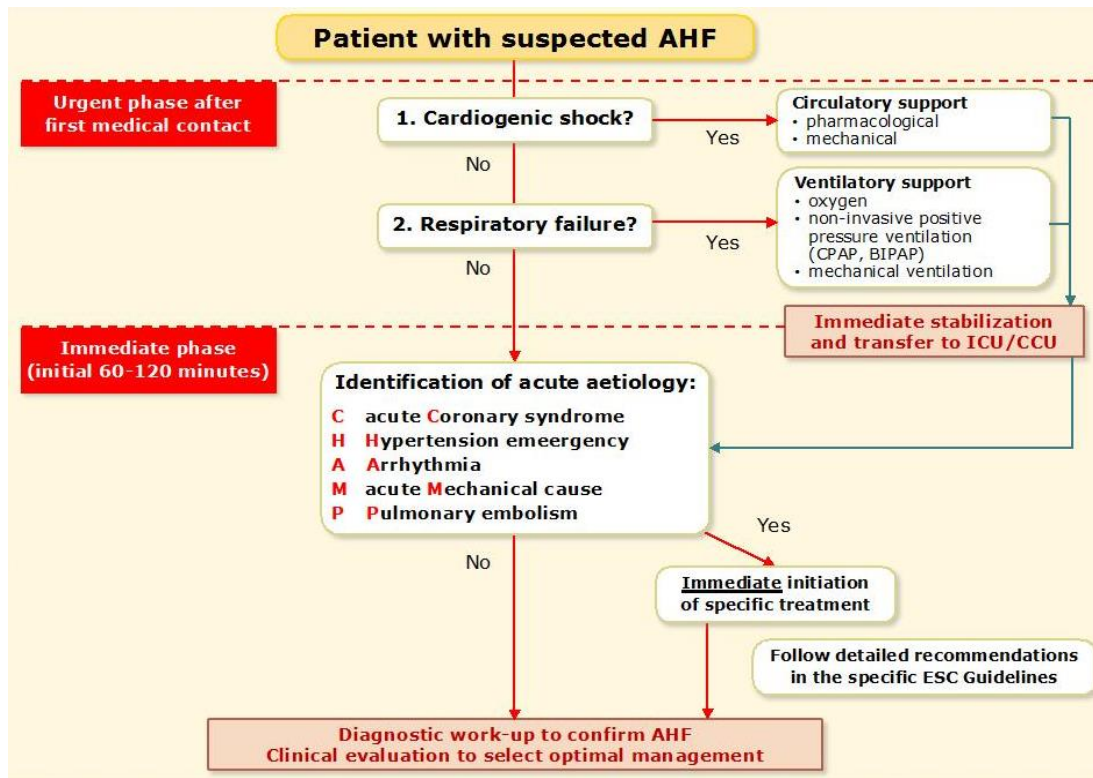 Patient with suspected AHF
Urgent phase after
first medical contact
1. Cardiogenic shock?
Yes
Circulatory support
• pharmacological
• mechanical
No
2. Respiratory failure?
Yes
Ventilatory support
• oxygen
• non-invasive positive
pressure ventilation
(CPAP, BIPAP)
• mechanical ventilation
No
Immediate stabilization
and transfer to ICU/CCU
Immediate phase
(initial 60-120 minutes)
Identification of acute aetiology:
C acute Coronary syndrome
H Hypertension emeergency
A Arrhythmia
M acute Mechanical cause
P Pulmonary embolism
Yes
No
Immediate initiation
of specific treatment
Follow detailed recommendations
in the specific ESC Guidelines
Diagnostic work-up to confirm AHF
Clinical evaluation to select optimal management